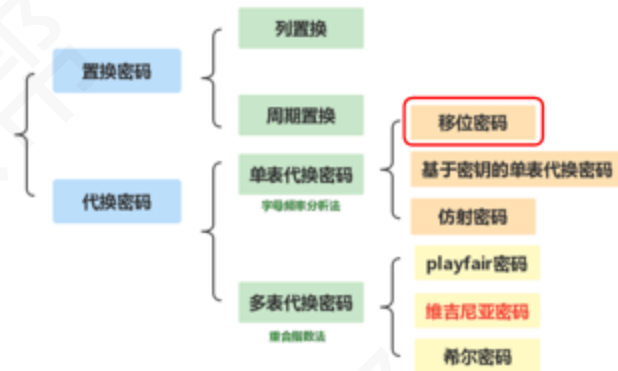 列置换
置换密码
周期置换
移位密码
单表代换密码
基于密钥的单表代换密码
字母频率分析法
代换密码
仿射密码
playfair密码
多表代换密码
维吉尼亚密码
重合指数法
希尔密码